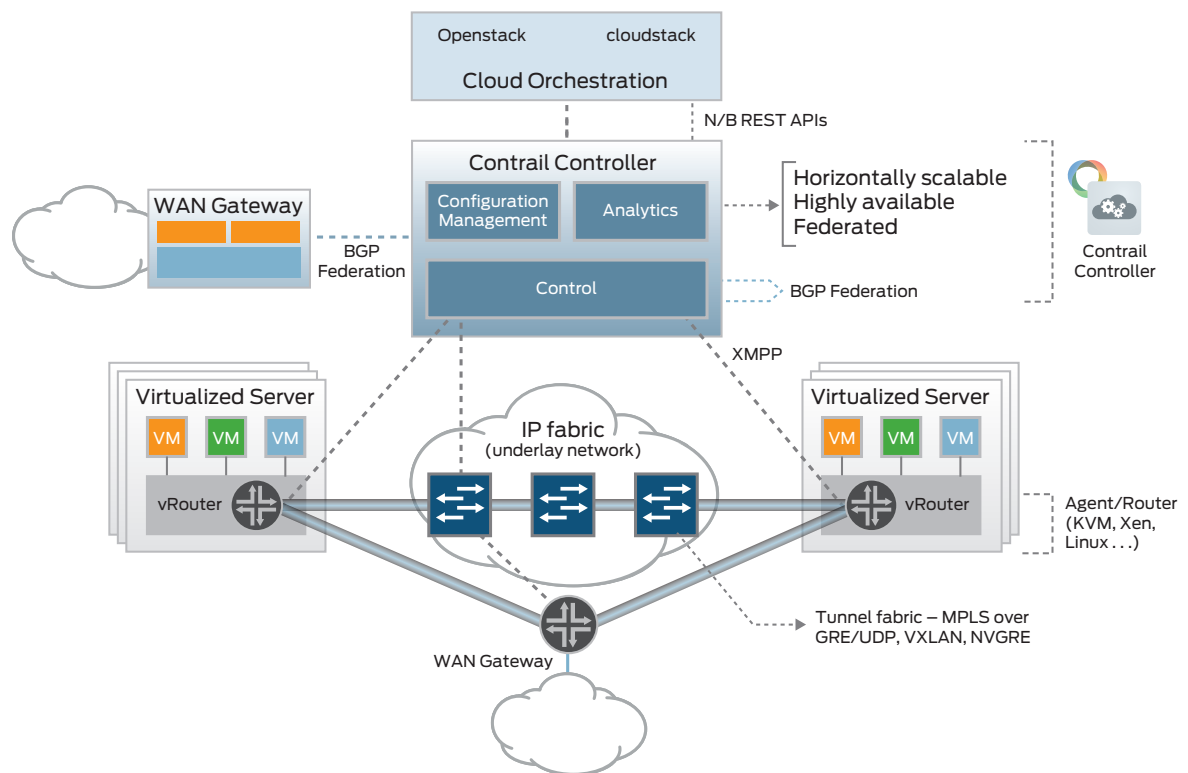 Openstack
cloudstack
Cloud Orchestration
N/B REST APIs
Contrail Controller
Configuration
Management
Analytics
Control
Horizontally scalable
Highly available
Federated
Contrail
Controller
WAN Gateway
BGP
Federation
BGP Federation
XMPP
Virtualized Server
VM
VM
VM
vRouter
IP fabric
(underlay network)
Virtualized Server
VM
VM
VM
vRouter
Agent/Router
(KVM, Xen,
Linux . . .)
Tunnel fabric – MPLS over
GRE/UDP, VXLAN, NVGRE
WAN Gateway